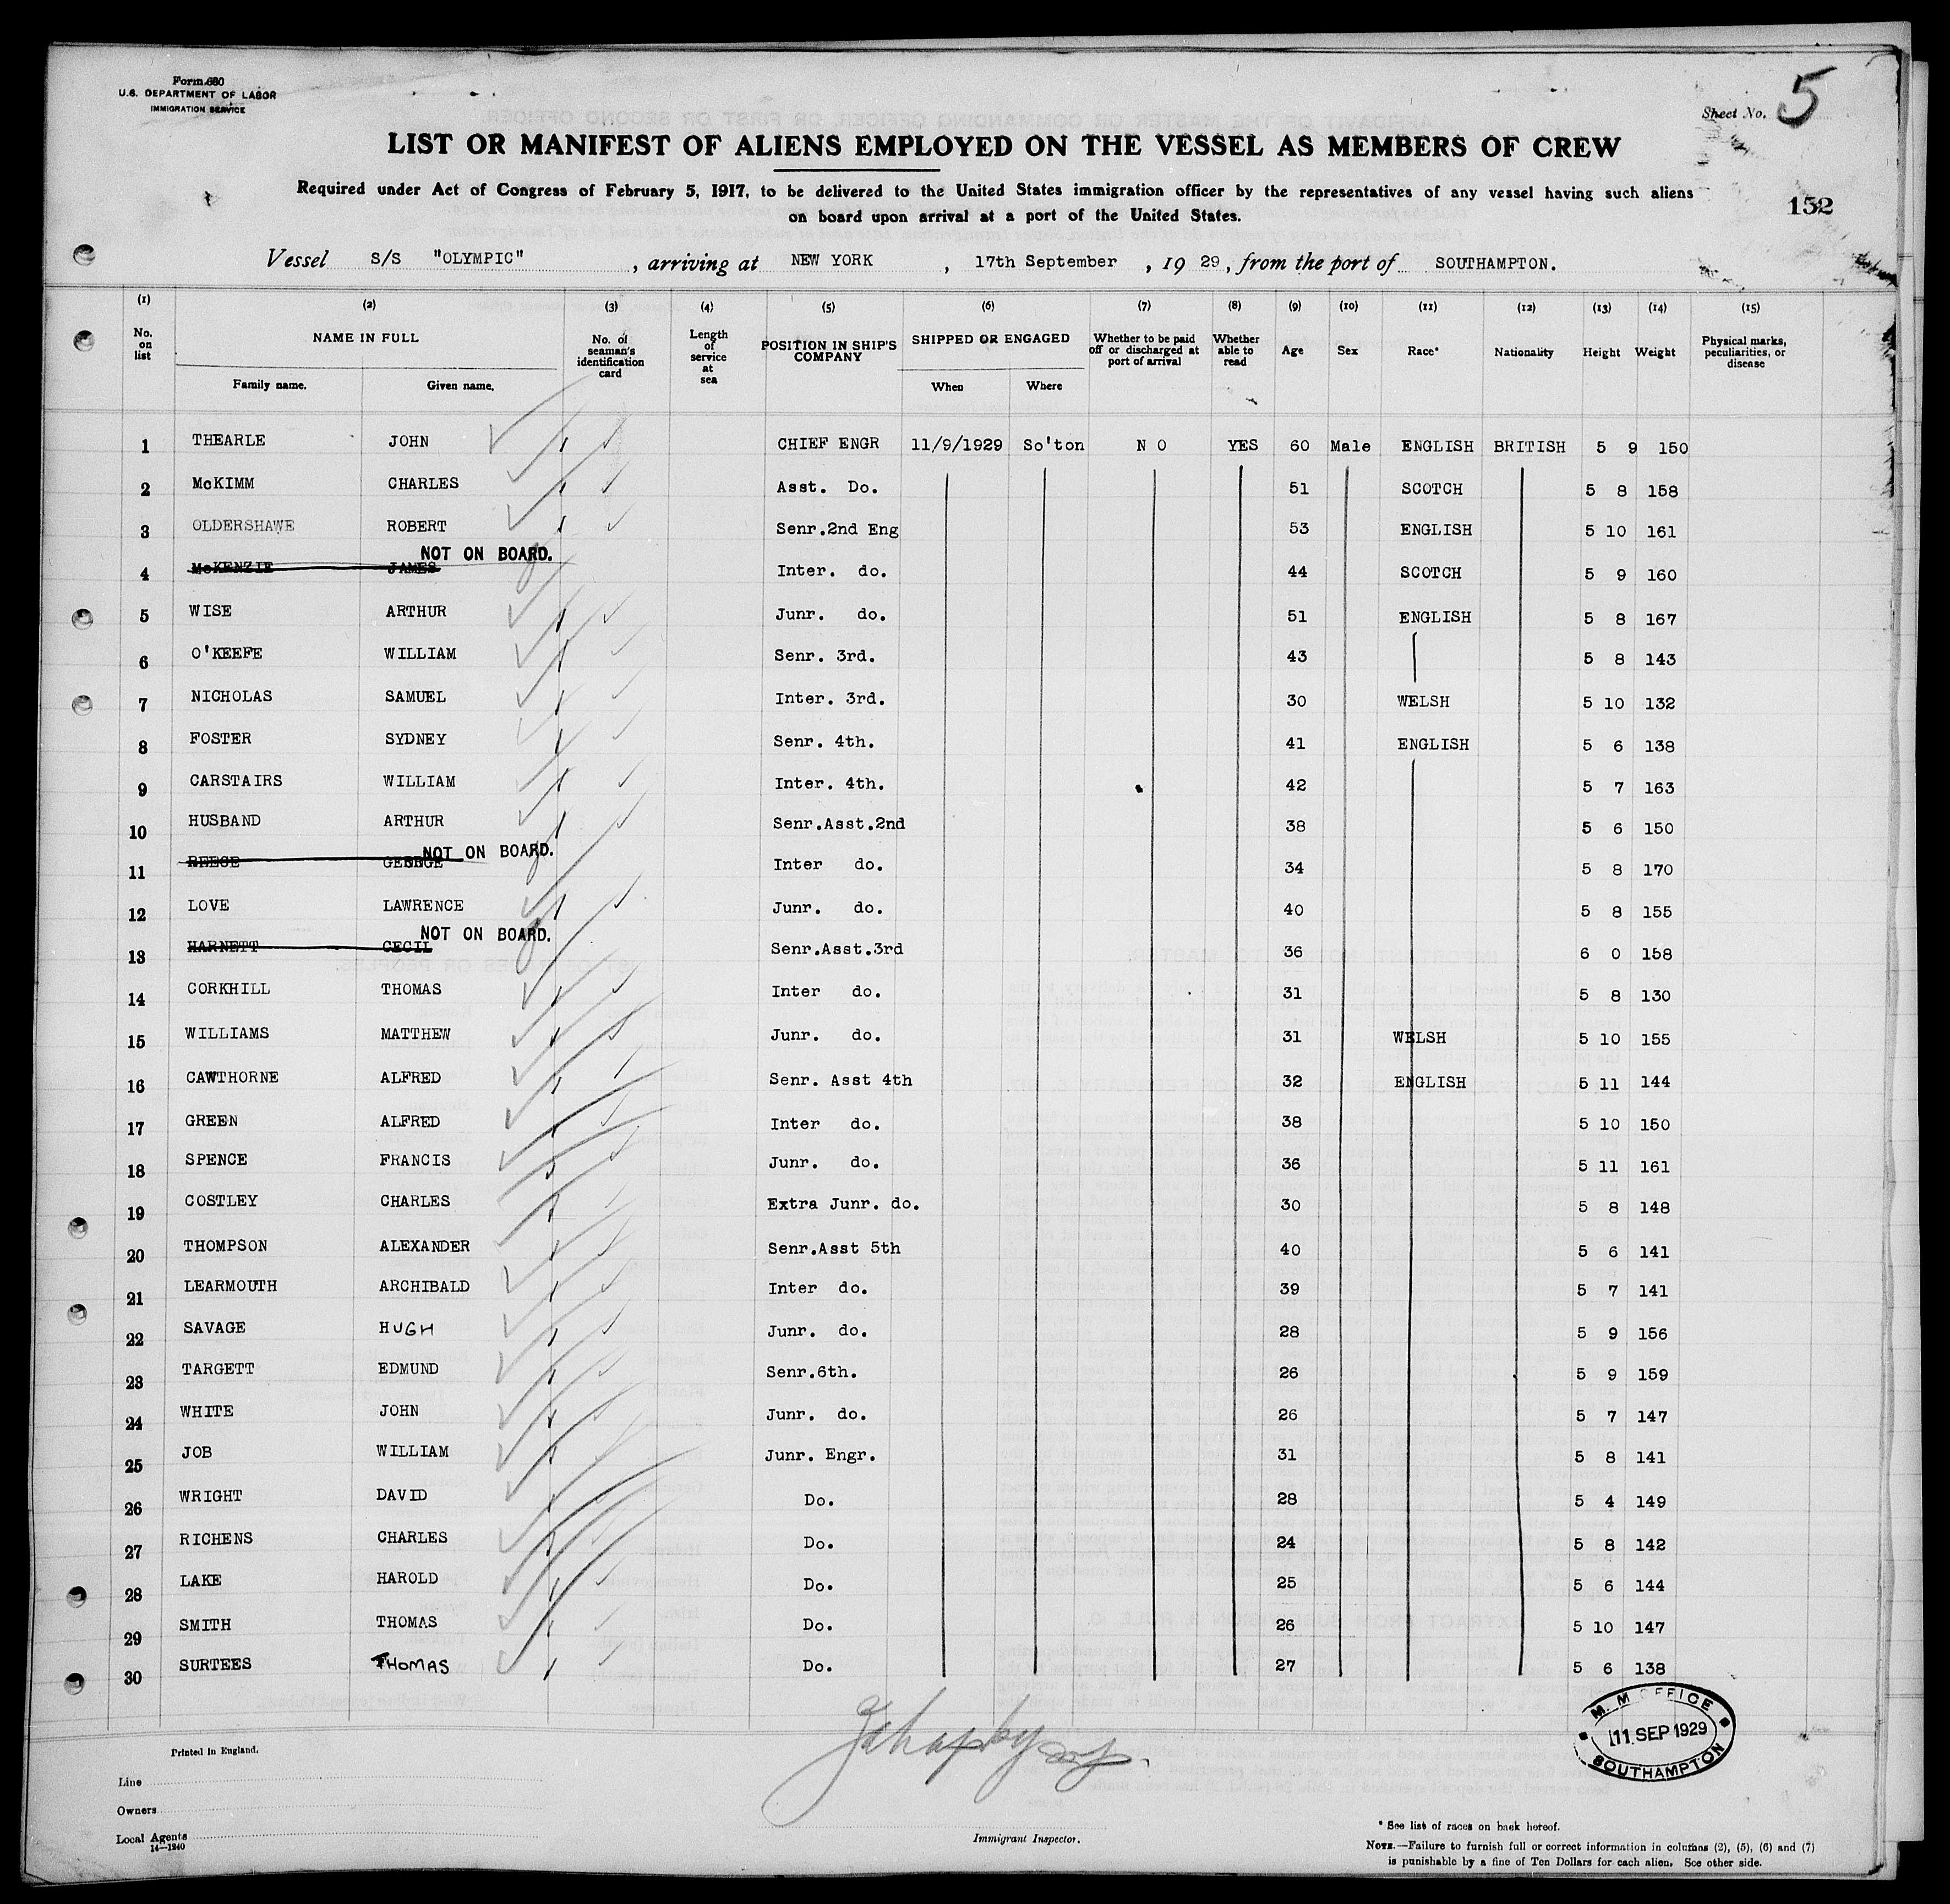 Form 680
U.S. DEPARTMENT OF LABOR
IMMIGRATION SERVICE
Sheet No. 5
LIST OR MANIFEST OF ALIENS EMPLOYED ON THE VESSEL AS MEMBERS OF CREW
Required under Act of Congress of February 5, 1917, to be delivered to the United States immigration officer by the representatives of any vessel having such aliens
on board upon arrival at a port of the United States.
152
Vessel S/S "OLYMPIC", arriving at NEW YORK, 17th September, 19 29, from the port of SOUTHAMPTON.
(1) (2) (3) (4) (5) (6) (7) (8) (9) (10) (11) (12) (13) (14) (15)
No. on list NAME IN FULL No. of seaman's identification card Length of service at sea POSITION IN SHIP'S COMPANY SHIPPED OR ENGAGED Whether to be paid off or discharged at port of arrival Whether able to read Age Sex Race* Nationality Height Weight Physical marks, peculiarities, or disease
Family name. Given name. When Where
1 THEARLE JOHN CHIEF ENGR 11/9/1929 So'ton N O YES 60 Male ENGLISH BRITISH 5 9 150
2 McKIMM CHARLES Asst. Do. 51 SCOTCH 5 8 158
3 OLDERSHAWE ROBERT Senr.2nd Eng 53 ENGLISH 5 10 161
NOT ON BOARD.
4 McKENZIE JAMES Inter. do. 44 SCOTCH 5 9 160
5 WISE ARTHUR Junr. do. 51 ENGLISH 5 8 167
6 O'KEEFE WILLIAM Senr. 3rd. 43 5 8 143
7 NICHOLAS SAMUEL Inter. 3rd. 30 WELSH 5 10 132
8 FOSTER SYDNEY Senr. 4th. 41 ENGLISH 5 6 138
9 CARSTAIRS WILLIAM Inter. 4th. 42 5 7 163
10 HUSBAND ARTHUR Senr.Asst.2nd 38 5 6 150
NOT ON BOARD.
11 REECE GEORGE Inter do. 34 5 8 170
12 LOVE LAWRENCE Junr. do. 40 5 8 155
NOT ON BOARD.
13 HARNETT CECIL Senr.Asst.3rd 36 6 0 158
14 CORKHILL THOMAS Inter do. 31 5 8 130
15 WILLIAMS MATTHEW Junr. do. 31 WELSH 5 10 155
16 CAWTHORNE ALFRED Senr. Asst 4th 32 ENGLISH 5 11 144
17 GREEN ALFRED Inter do. 38 5 10 150
18 SPENCE FRANCIS Junr. do. 36 5 11 161
19 COSTLEY CHARLES Extra Junr. do. 30 5 8 148
20 THOMPSON ALEXANDER Senr.Asst 5th 40 5 6 141
21 LEARMOUTH ARCHIBALD Inter do. 39 5 7 141
22 SAVAGE HUGH Junr. do. 28 5 9 156
23 TARGETT EDMUND Senr.6th. 26 5 9 159
24 WHITE JOHN Junr. do. 26 5 7 147
25 JOB WILLIAM Junr. Engr. 31 5 8 141
26 WRIGHT DAVID Do. 28 5 4 149
27 RICHENS CHARLES Do. 24 5 8 142
28 LAKE HAROLD Do. 25 5 6 144
29 SMITH THOMAS Do. 26 5 10 147
30 SURTEES THOMAS Do. 27 5 6 138
M. M OFFICE
11 SEP 1929
SOUTHAMPTON
Printed in England.
Line
Owners
Local Agents
14—1240
Immigrant Inspector.
* See list of races on back hereof.
NOTE.—Failure to furnish full or correct information in columns (2), (5), (6) and (7)
is punishable by a fine of Ten Dollars for each alien. See other side.